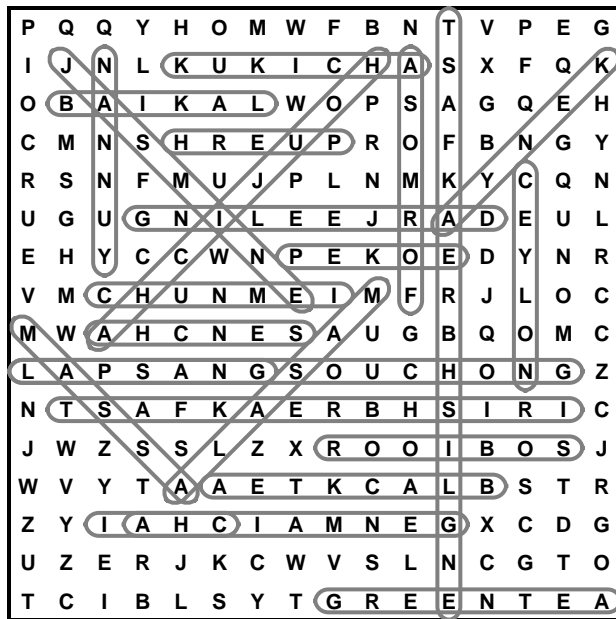 P Q Q Y H O M W F B N T V P E G
I J N L K U K I C H A S X F Q K
O B A I K A L W O P S A G Q E H
C M N S H R E U P R O F B N G Y
R S N F M U J P L N M K Y C Q N
U G U G N I L E E J R A D E U L
E H Y C C W N P E K O E D Y N R
V M C H U N M E I M F R J L O C
M W A H C N E S A U G B Q O M C
L A P S A N G S O U C H O N G Z
N T S A F K A E R B H S I R I C
J W Z S S L Z X R O O I B O S J
W V Y T A A E T K C A L B S T R
Z Y I A H C I A M N E G X C D G
U Z E R J K C W V S L N C G T O
T C I B L S Y T G R E E N T E A